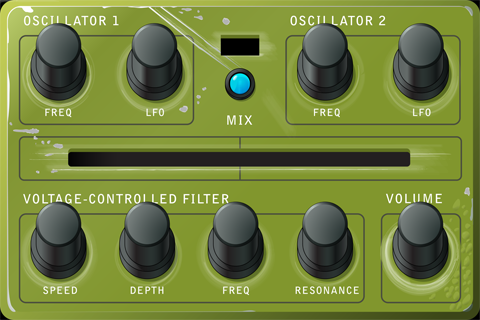 OSCILLATOR 1
OSCILLATOR 2
FREQ
LFO
MIX
FREQ
LFO
VOLTAGE-CONTROLLED FILTER
VOLUME
SPEED
DEPTH
FREQ
RESONANCE